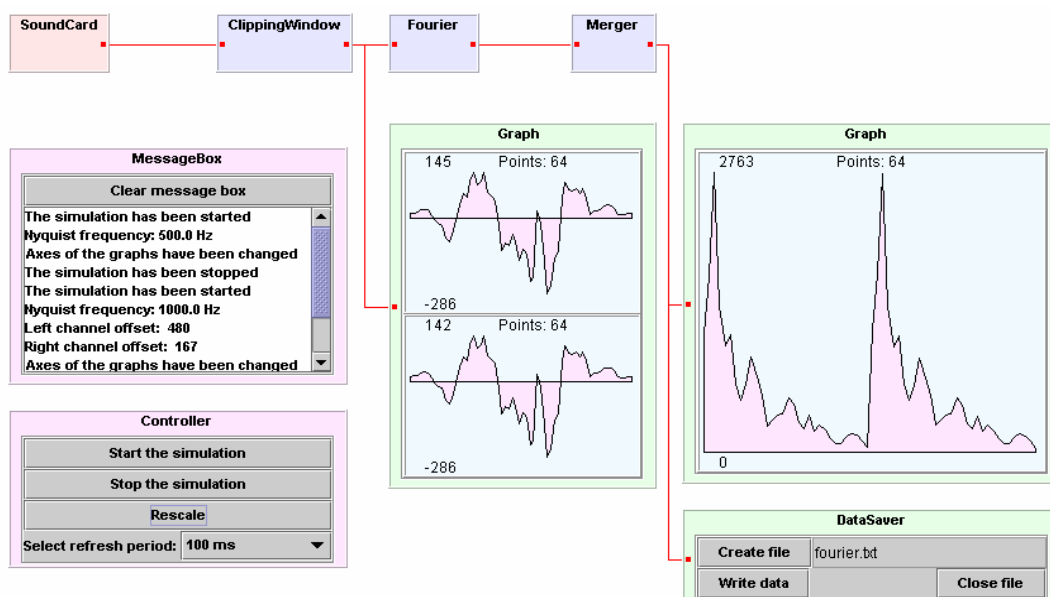 SoundCard
ClippingWindow
Fourier
Merger
MessageBox
Clear message box
The simulation has been started
Nyquist frequency: 500.0 Hz
Axes of the graphs have been changed
The simulation has been stopped
The simulation has been started
Nyquist frequency: 1000.0 Hz
Left channel offset: 480
Right channel offset: 167
Axes of the graphs have been changed
Controller
Start the simulation
Stop the simulation
Rescale
Select refresh period: 100 ms
Graph
145 Points: 64
-286
142 Points: 64
-286
Graph
2763 Points: 64
0
DataSaver
Create file fourier.txt
Write data Close file